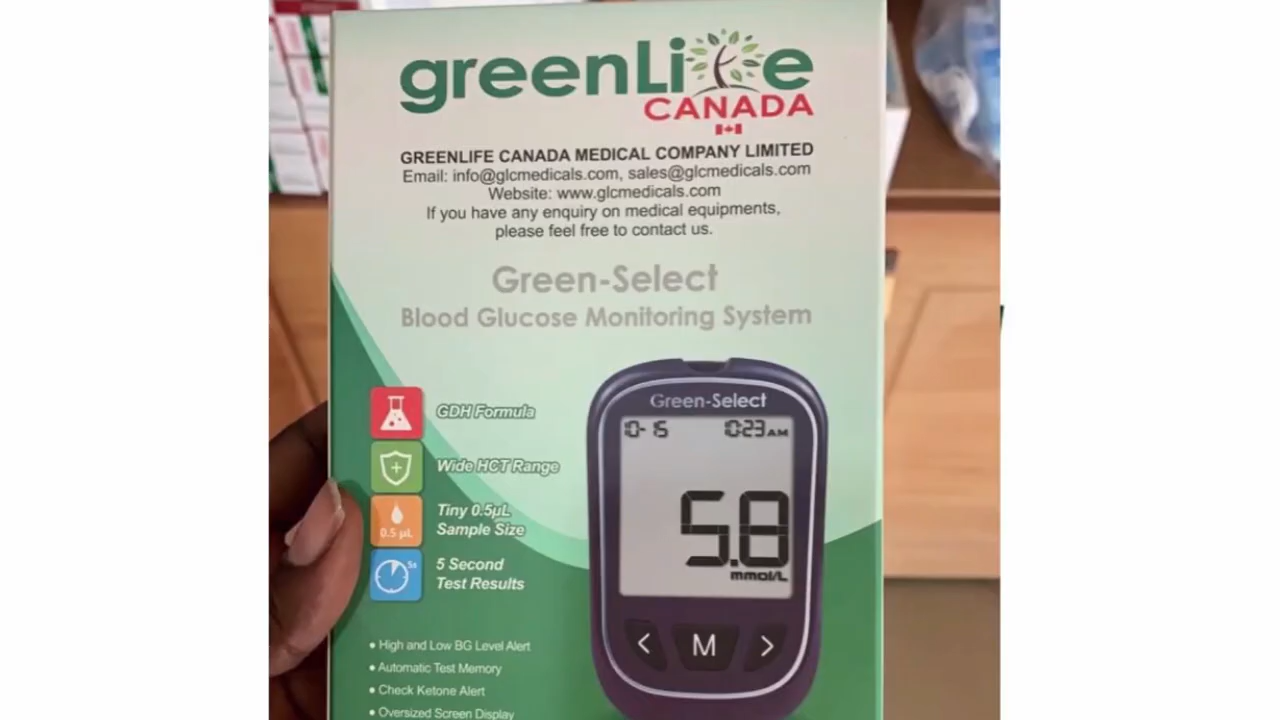 greenLife
CANADA
GREENLIFE CANADA MEDICAL COMPANY LIMITED
Email: info@glcmedicals.com, sales@glcmedicals.com
Website: www.glcmedicals.com
If you have any enquiry on medical equipments,
please feel free to contact us.
Green-Select
Blood Glucose Monitoring System
GDH Formula
Wide HCT Range
Tiny 0.5µL
Sample Size
0.5 µL
5 Second
Test Results
5s
• High and Low BG Level Alert
• Automatic Test Memory
• Check Ketone Alert
• Oversized Screen Display
Green-Select
10-15 10:23AM
5.8
mmol/L
< M >